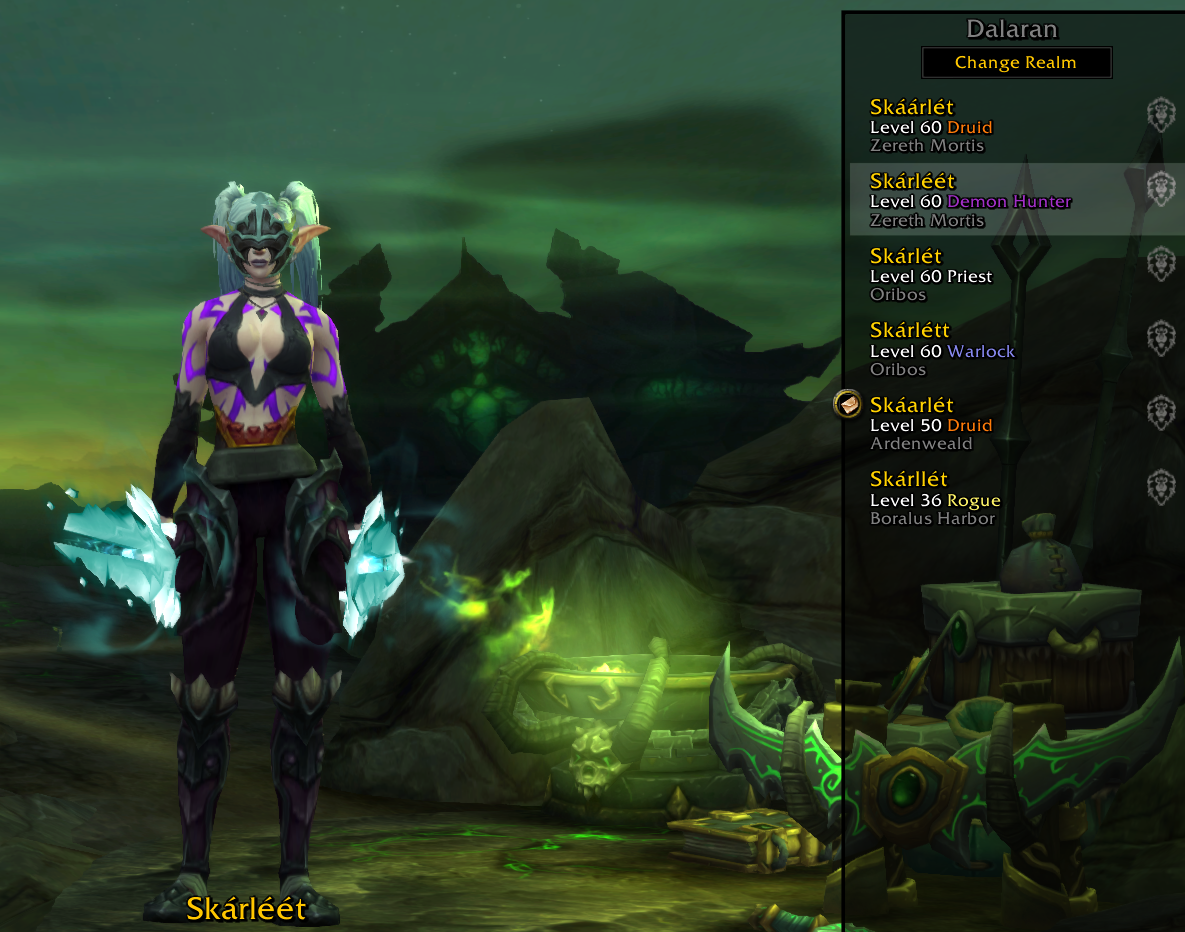 Dalaran
Change Realm
Skáárlét
Level 60 Druid
Zereth Mortis
Skárléét
Level 60 Demon Hunter
Zereth Mortis
Skárlét
Level 60 Priest
Oribos
Skárlétt
Level 60 Warlock
Oribos
Skáarlét
Level 50 Druid
Ardenweald
Skárllét
Level 36 Rogue
Boralus Harbor
Skárléét